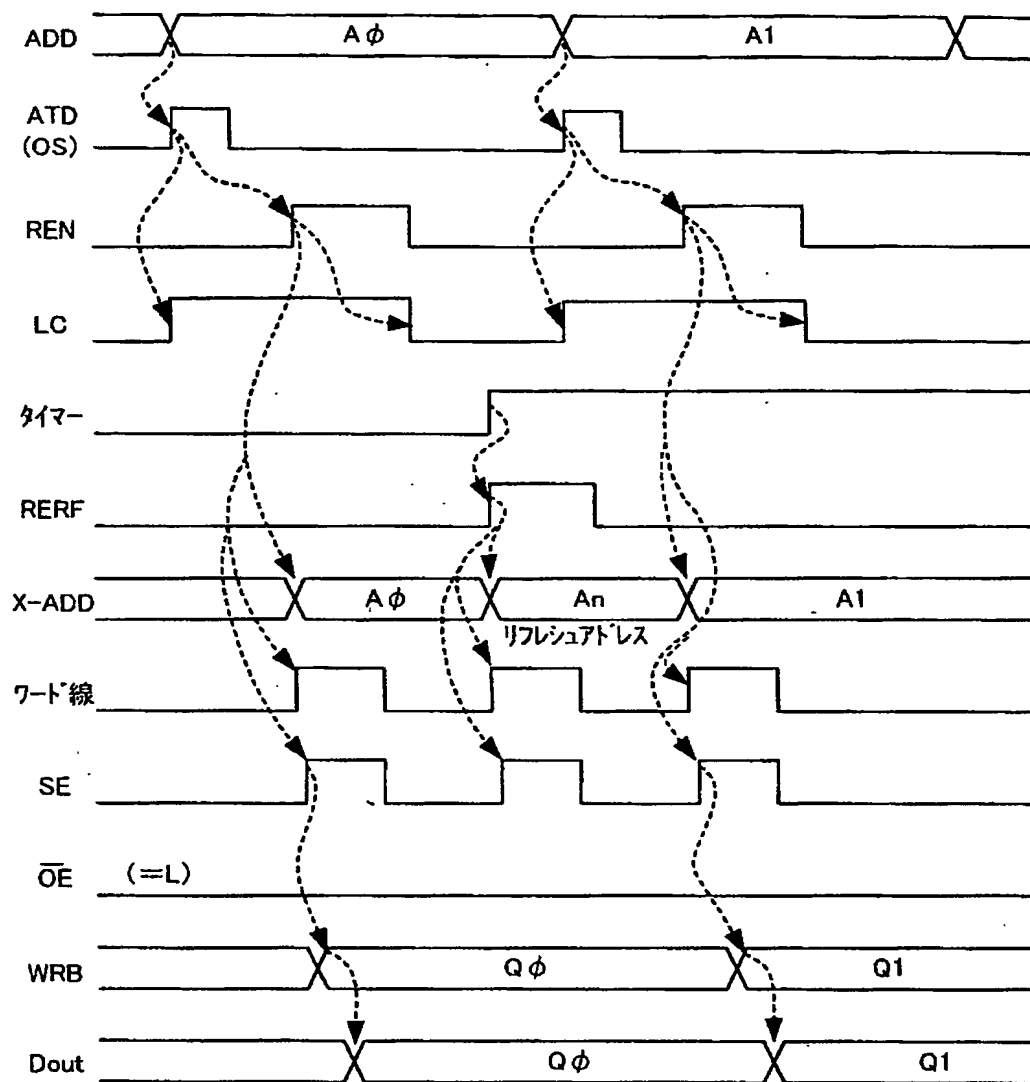 ADD Aφ A1
ATD
(OS)
REN
LC
タイマー
RERF
X-ADD Aφ An A1
リフレシュアドレス
ワード線
SE
O̅E̅ (=L)
WRB Qφ Q1
Dout Qφ Q1